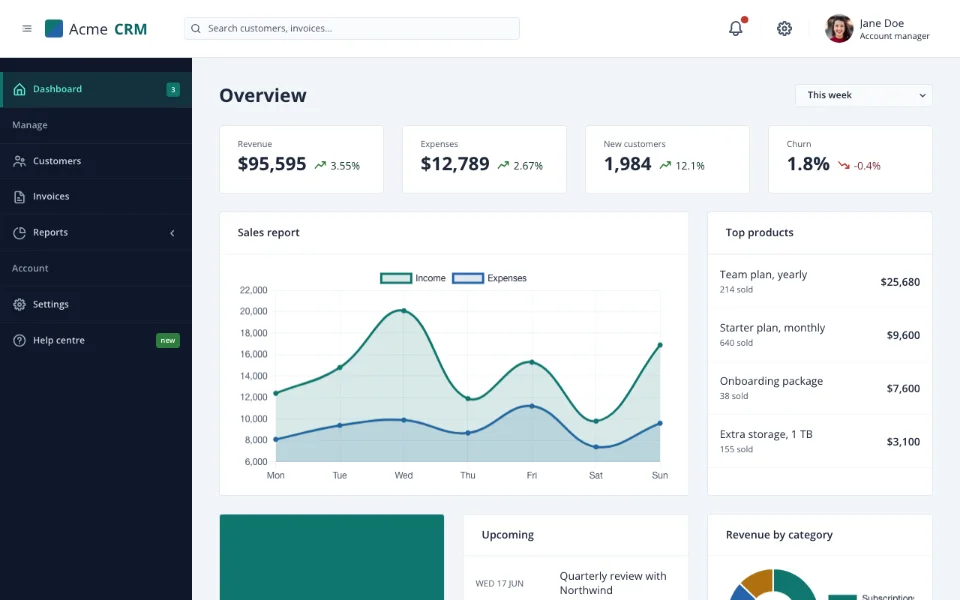 Acme CRM
Search customers, invoices...
Jane Doe
Account manager
Dashboard
3
Manage
Customers
Invoices
Reports
Account
Settings
Help centre
new
Overview
This week
Revenue
$95,595
3.55%
Expenses
$12,789
2.67%
New customers
1,984
12.1%
Churn
1.8%
-0.4%
Sales report
Income
Expenses
22,000
20,000
18,000
16,000
14,000
12,000
10,000
8,000
6,000
Mon
Tue
Wed
Thu
Fri
Sat
Sun
Top products
Team plan, yearly
214 sold
$25,680
Starter plan, monthly
640 sold
$9,600
Onboarding package
38 sold
$7,600
Extra storage, 1 TB
155 sold
$3,100
Upcoming
WED 17 JUN
Quarterly review with
Northwind
Revenue by category